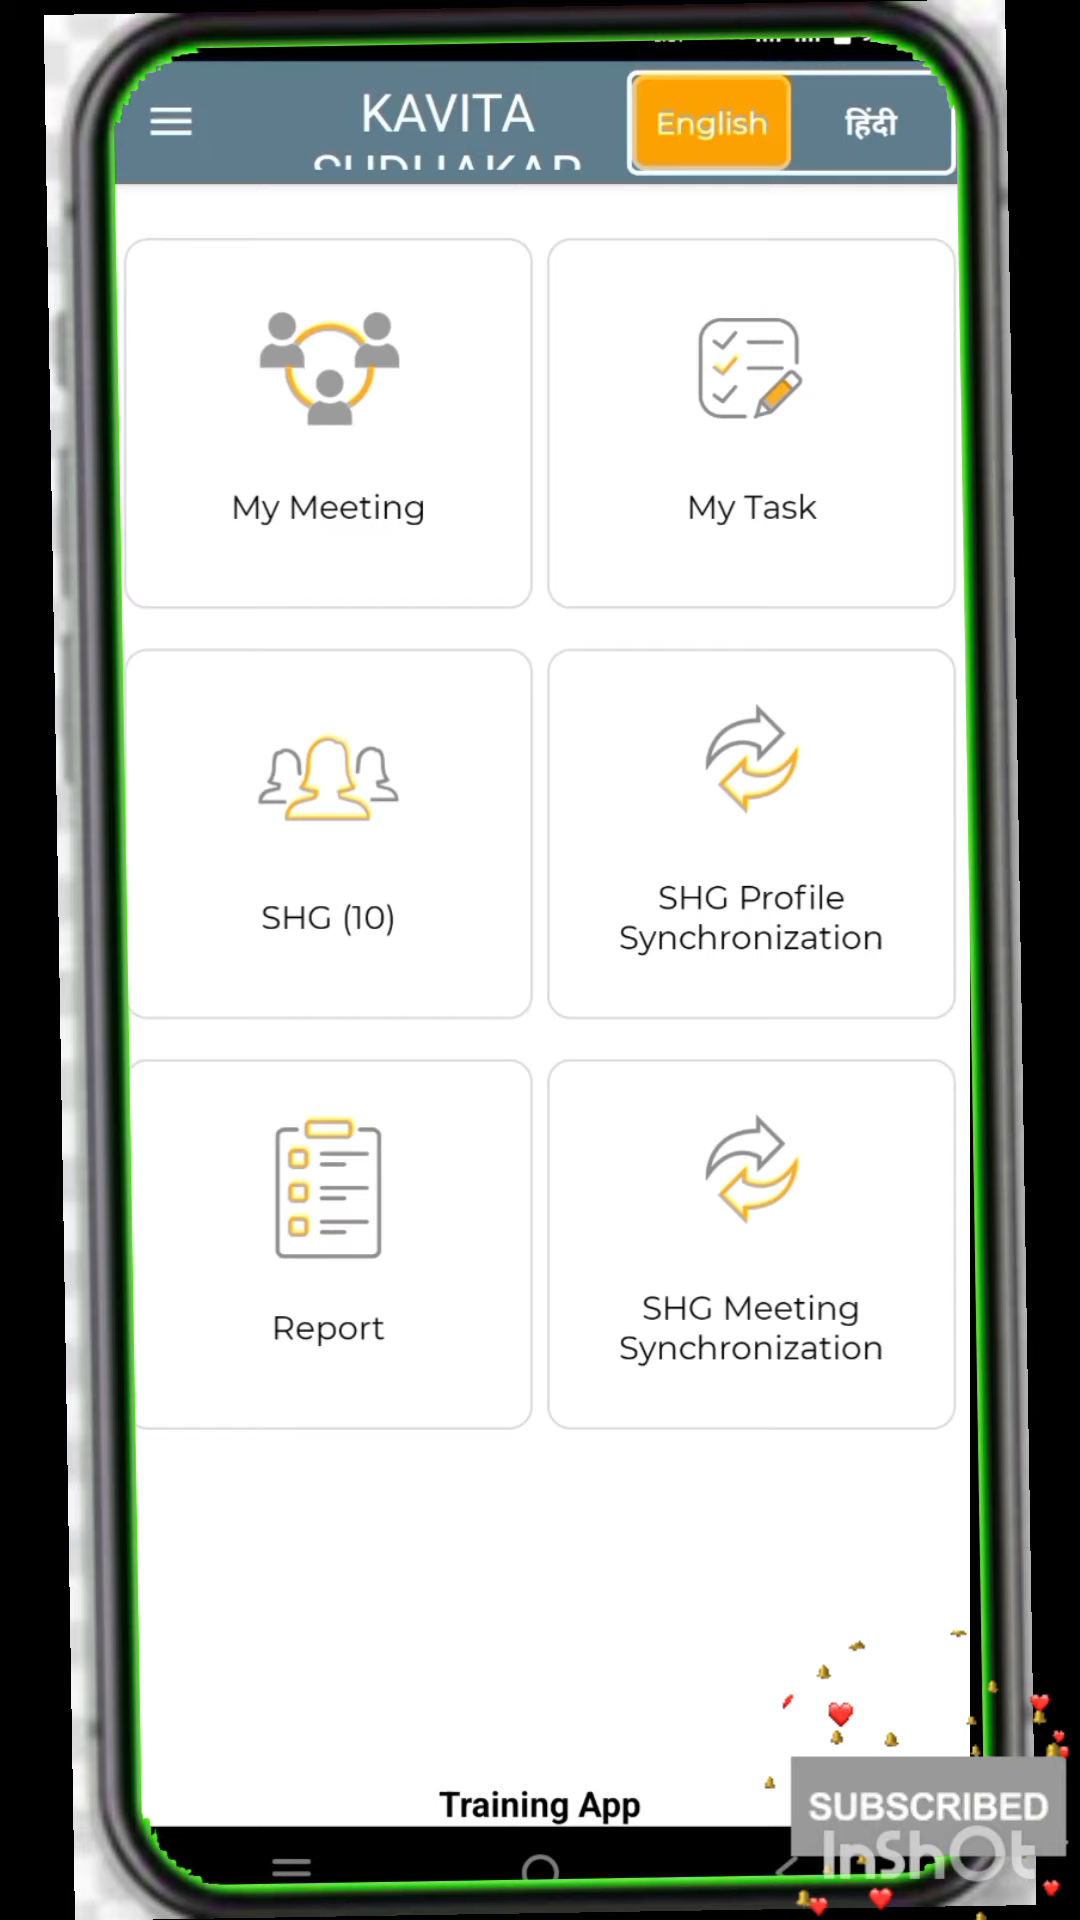 KAVITA
English
हिंदी
My Meeting
My Task
SHG (10)
SHG Profile
Synchronization
Report
SHG Meeting
Synchronization
Training App
SUBSCRIBED
InShOt